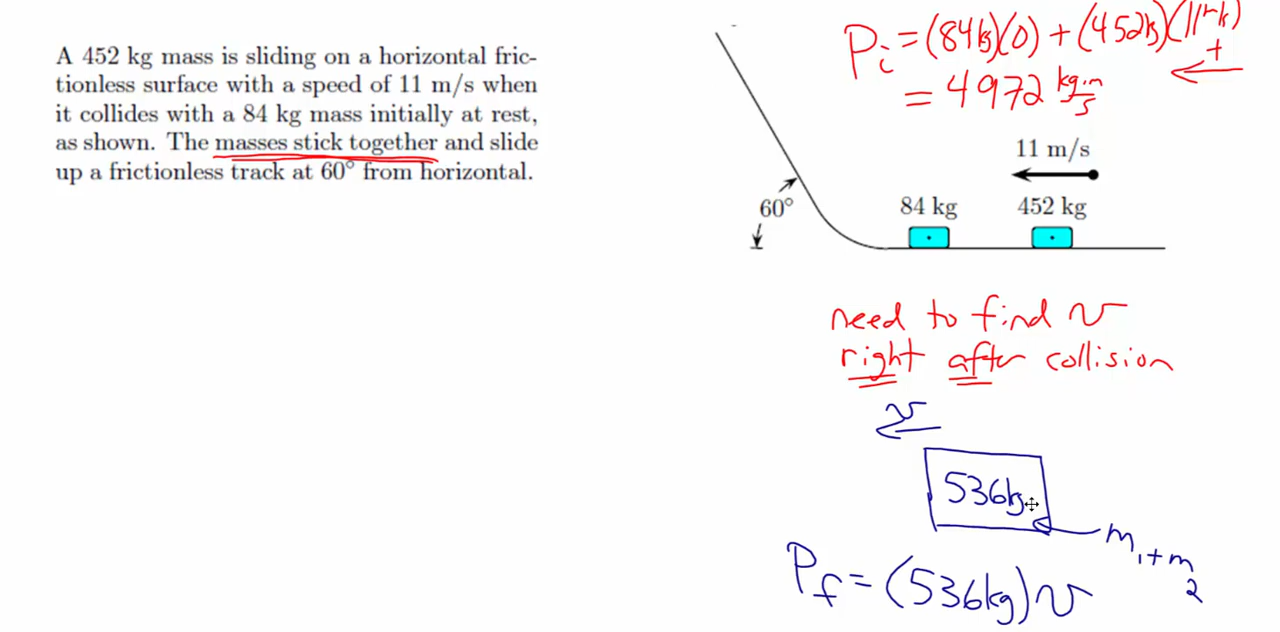 A 452 kg mass is sliding on a horizontal fric-
tionless surface with a speed of 11 m/s when
it collides with a 84 kg mass initially at rest,
as shown. The masses stick together and slide
up a frictionless track at 60° from horizontal.
P_i = (84kg)(0) + (452kg)(11m/s)
+
= 4972 kg·m/s
11 m/s
60°
84 kg
452 kg
need to find v
right after collision
v
536kg
m₁+m₂
P_f = (536kg)v